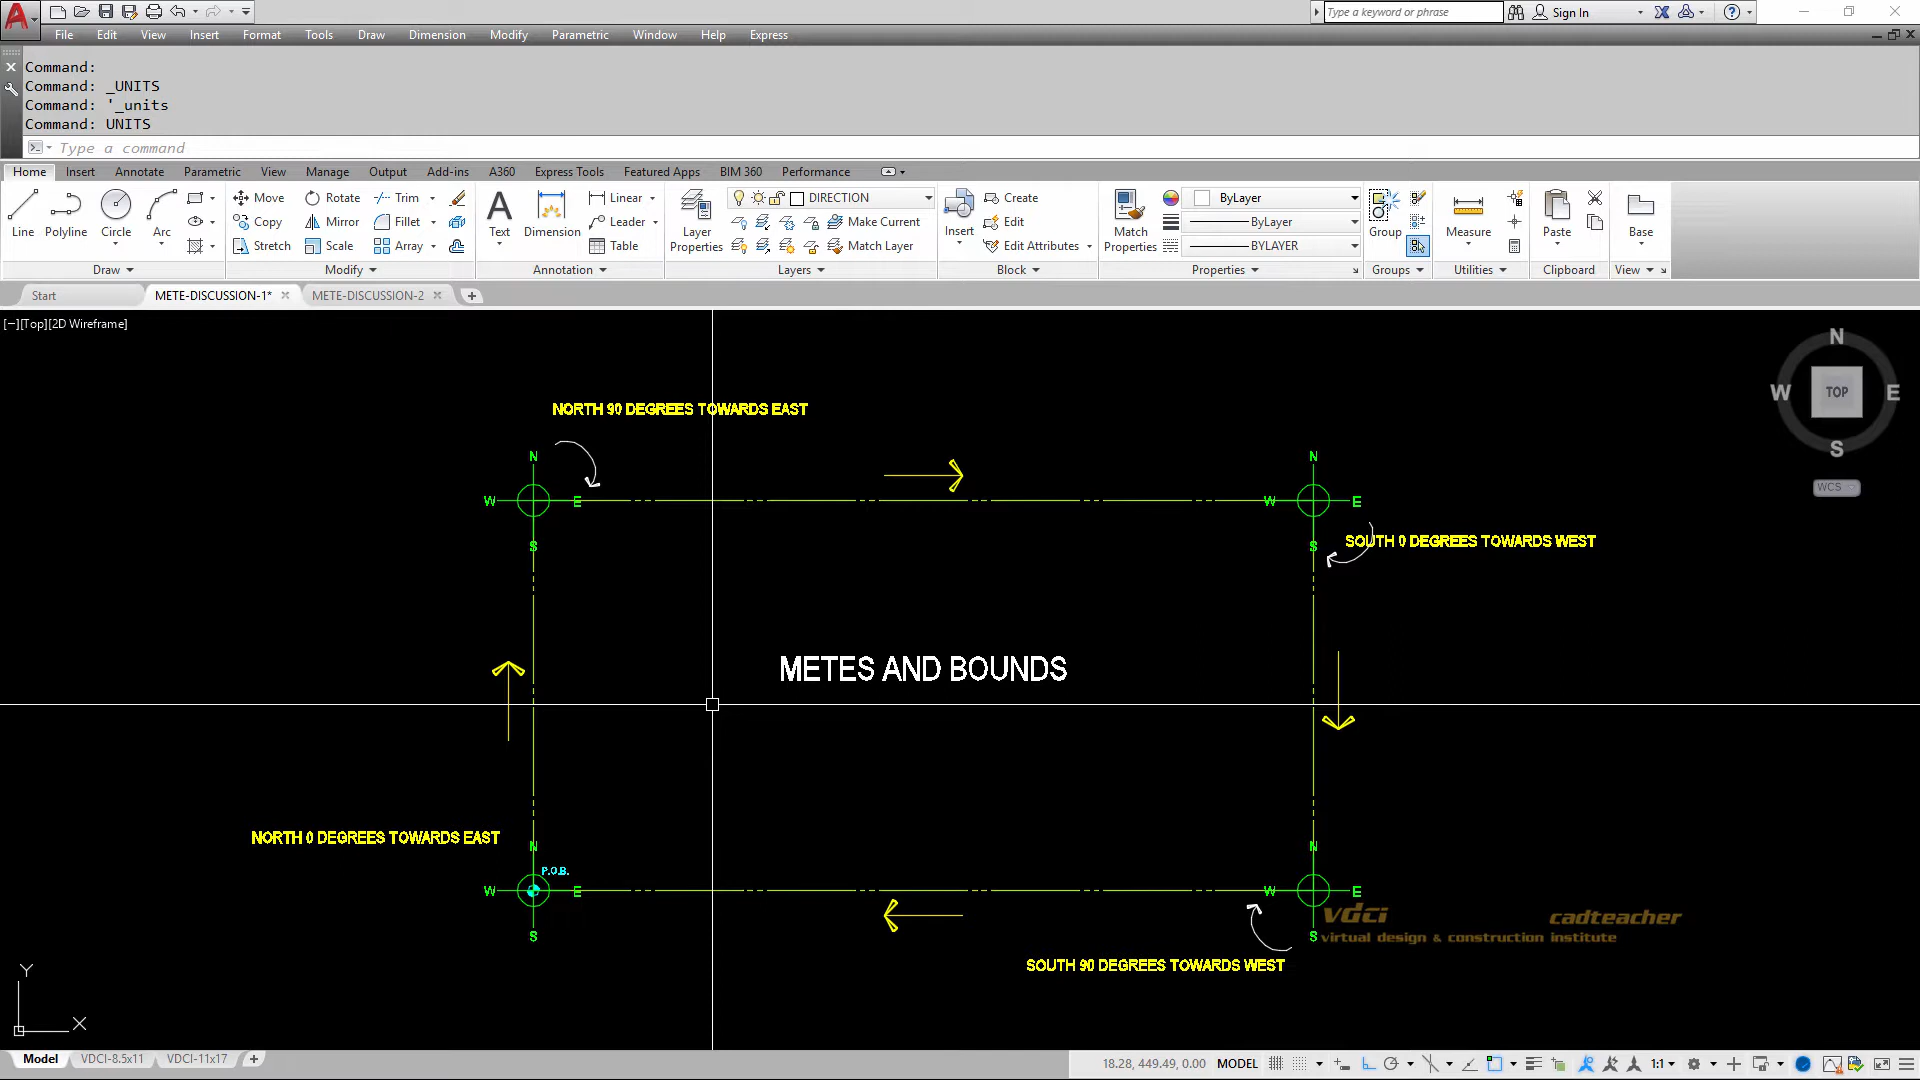 Type a keyword or phrase
Sign In
File Edit View Insert Format Tools Draw Dimension Modify Parametric Window Help Express
Command:
Command: _UNITS
Command: '_units
Command: UNITS
Type a command
Home Insert Annotate Parametric View Manage Output Add-ins A360 Express Tools Featured Apps BIM 360 Performance
Line Polyline Circle Arc
Move Rotate Trim
Copy Mirror Fillet
Stretch Scale Array
Text Dimension
Linear
Leader
Table
Layer Properties
DIRECTION
Make Current
Match Layer
Insert
Create
Edit
Edit Attributes
Match Properties
ByLayer
ByLayer
BYLAYER
Group
Measure
Paste
Base
Draw Modify Annotation Layers Block Properties Groups Utilities Clipboard View
Start METE-DISCUSSION-1* METE-DISCUSSION-2
[−][Top][2D Wireframe]
N
W TOP E
S
WCS
NORTH 90 DEGREES TOWARDS EAST
N N
W E W E
S S
SOUTH 0 DEGREES TOWARDS WEST
METES AND BOUNDS
NORTH 0 DEGREES TOWARDS EAST
N N
P.O.B.
W E W E
S S
vdci cadteacher
virtual design & construction institute
SOUTH 90 DEGREES TOWARDS WEST
Y
X
Model VDCI-8.5x11 VDCI-11x17
18.28, 449.49, 0.00 MODEL 1:1